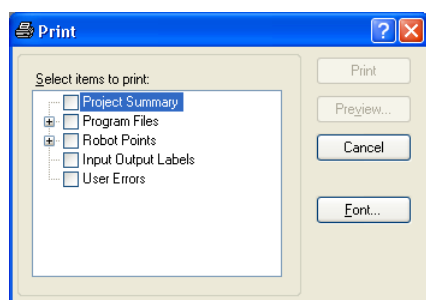 Print
Select items to print:
Project Summary
Program Files
Robot Points
Input Output Labels
User Errors
Print
Preview...
Cancel
Font...